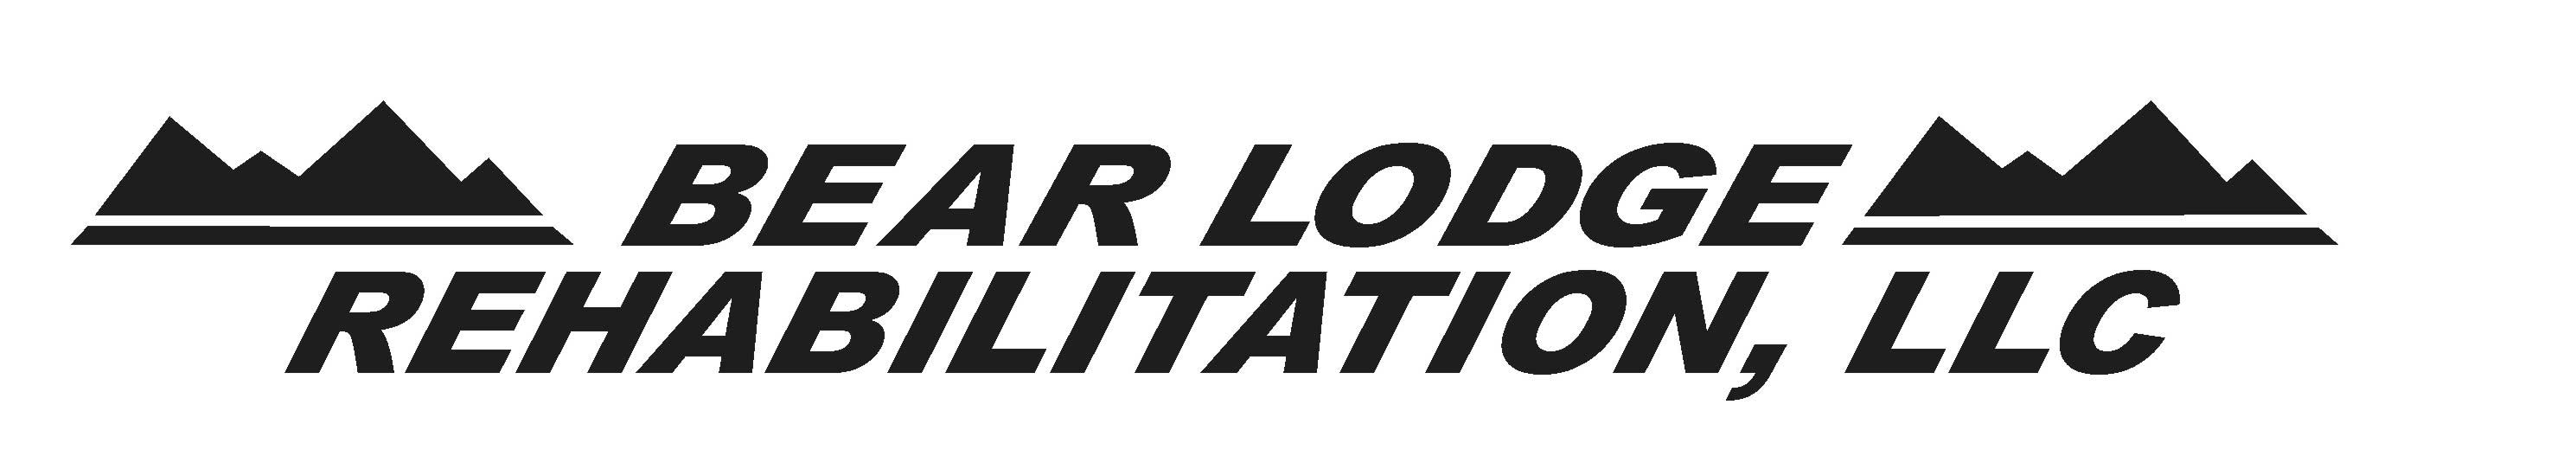 BEAR LODGE
REHABILITATION, LLC